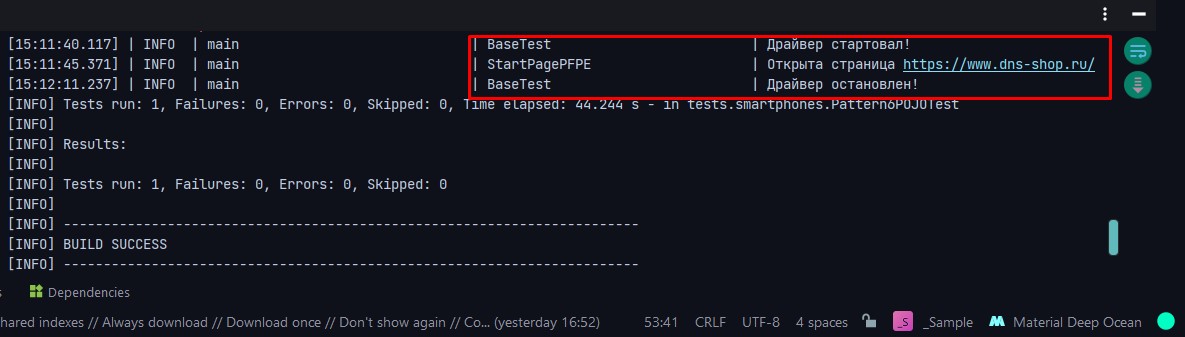 [15:11:40.117] | INFO | main | BaseTest | Драйвер стартовал!
[15:11:45.371] | INFO | main | StartPagePFPE | Открыта страница https://www.dns-shop.ru/
[15:12:11.237] | INFO | main | BaseTest | Драйвер остановлен!
[INFO] Tests run: 1, Failures: 0, Errors: 0, Skipped: 0, Time elapsed: 44.244 s - in tests.smartphones.Pattern6POJOTest
[INFO]
[INFO] Results:
[INFO]
[INFO] Tests run: 1, Failures: 0, Errors: 0, Skipped: 0
[INFO]
[INFO] ------------------------------------------------------------------------
[INFO] BUILD SUCCESS
[INFO] ------------------------------------------------------------------------
s Dependencies
hared indexes // Always download // Download once // Don't show again // Co... (yesterday 16:52) 53:41 CRLF UTF-8 4 spaces _S _Sample Material Deep Ocean